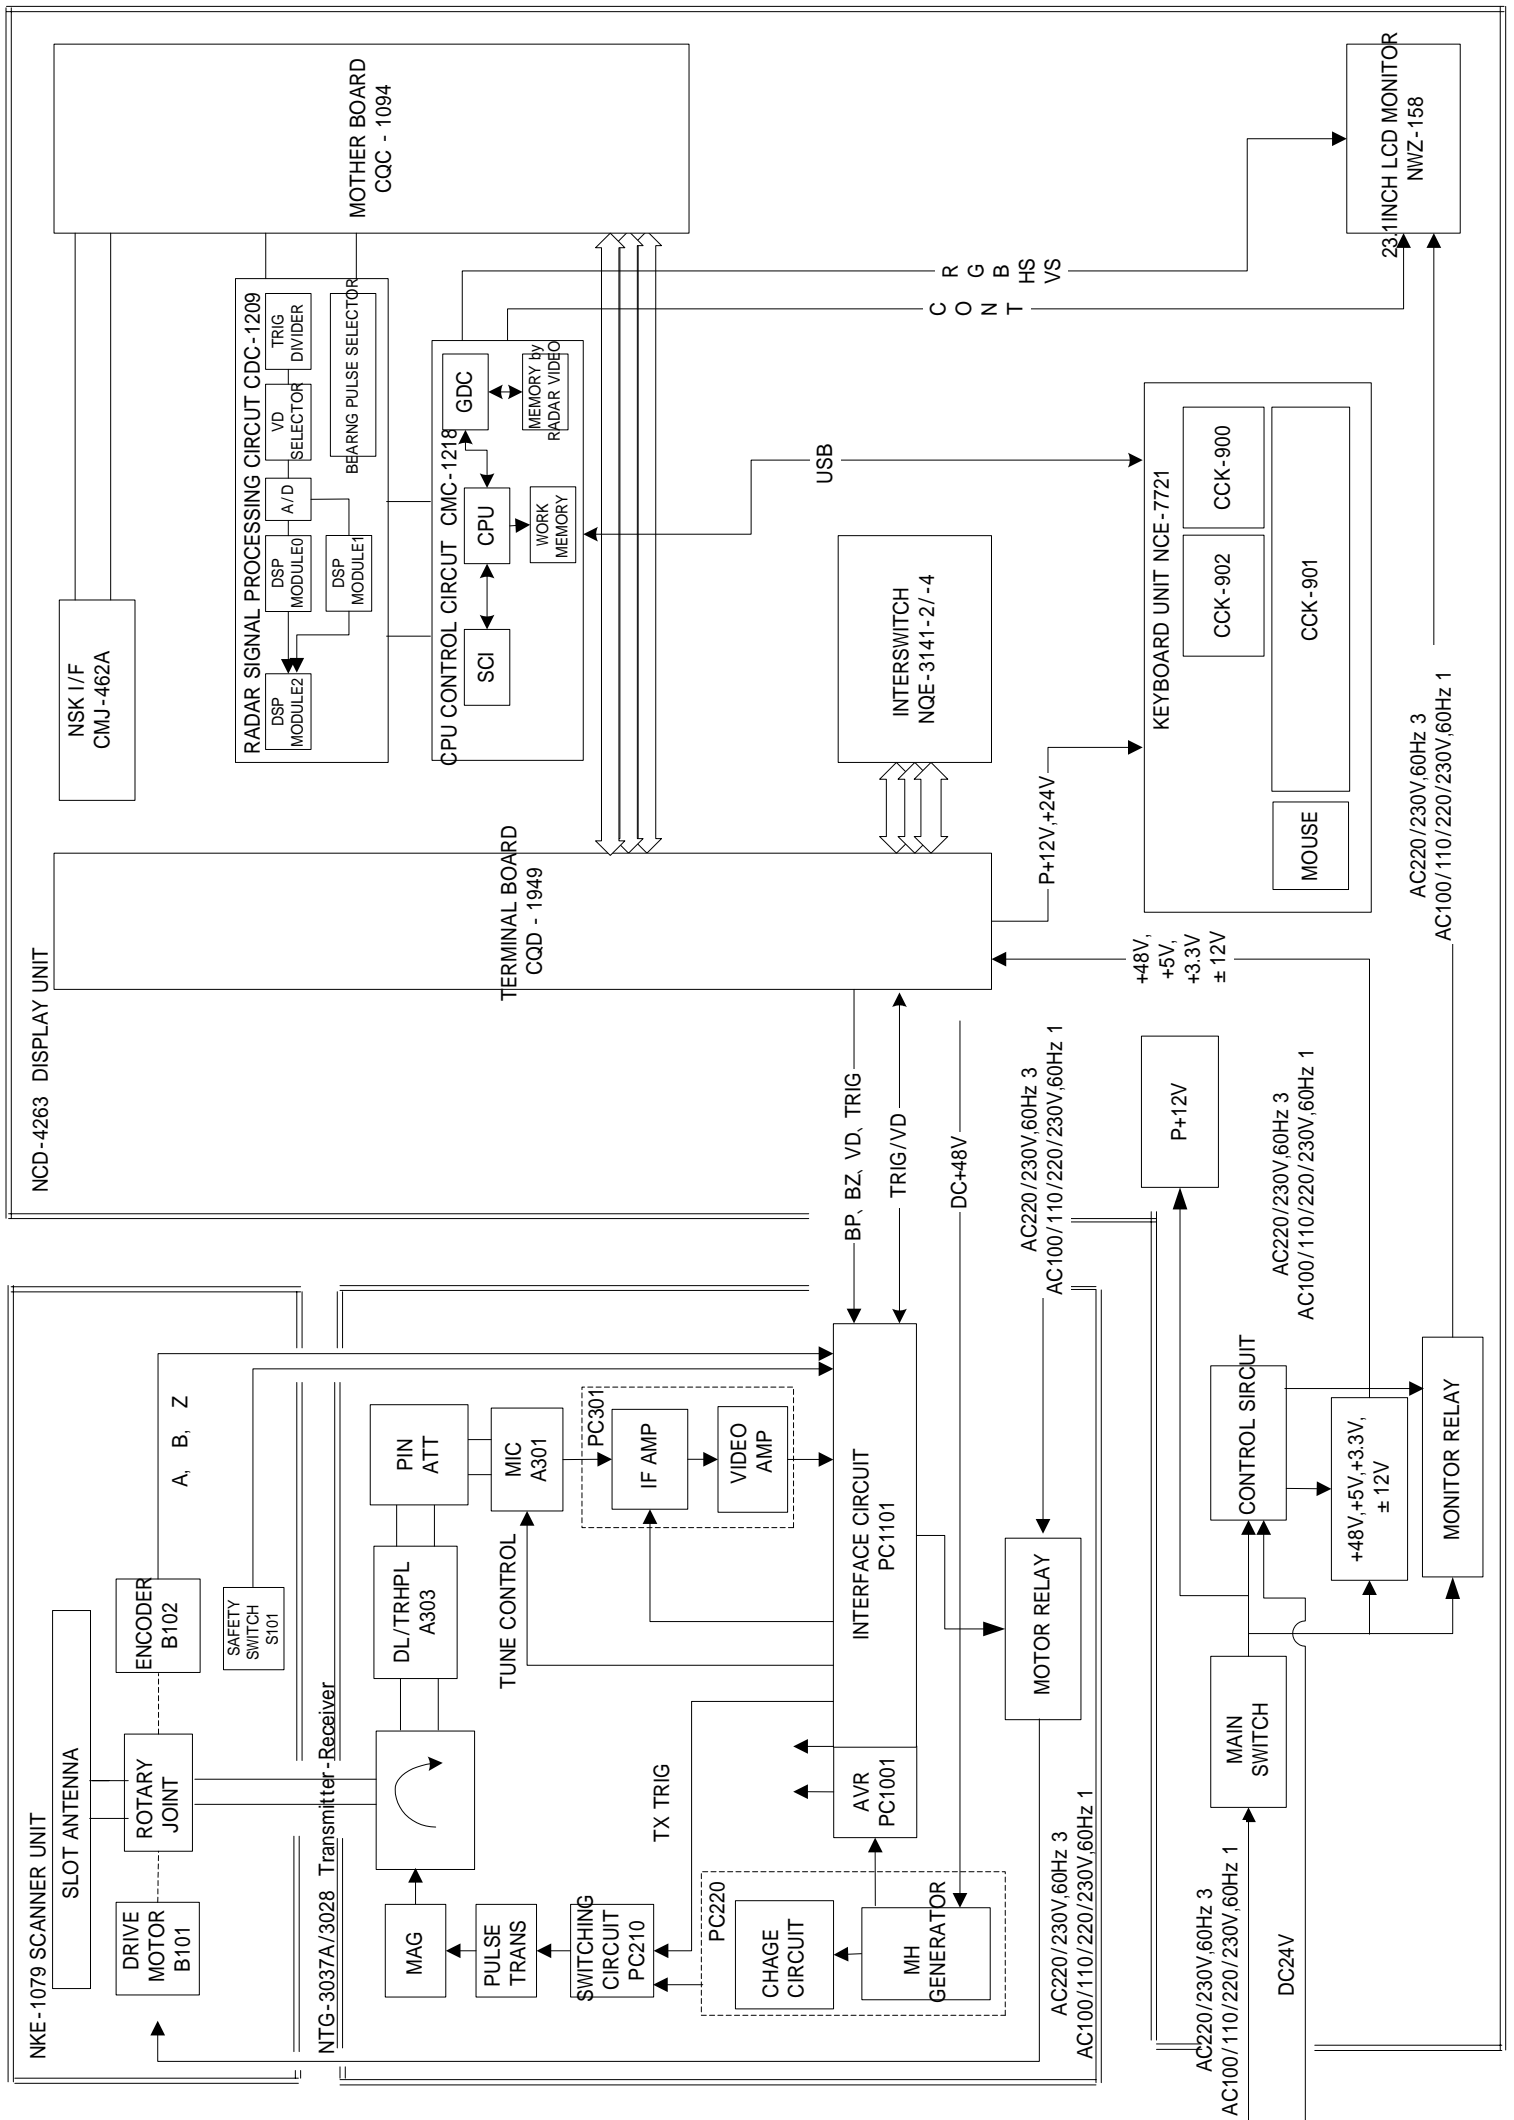 NKE-1079 SCANNER UNIT
SLOT ANTENNA
DRIVE
MOTOR
B101
ROTARY
JOINT
ENCODER
B102
SAFETY
SWITCH
S101
A, B, Z
NTG-3037A/3028 Transmitter-Receiver
MAG
PULSE
TRANS
SWITCHING
CIRCUIT
PC210
DL/TRHPL
A303
PIN
ATT
MIC
A301
TUNE CONTROL
PC301
IF AMP
VIDEO
AMP
TX TRIG
PC220
CHAGE
CIRCUIT
MH
GENERATOR
AVR
PC1001
INTERFACE CIRCUIT
PC1101
MOTOR RELAY
AC220/230V,60Hz 3
AC100/110/220/230V,60Hz 1
BP、BZ、VD、TRIG
TRIG/VD
DC+48V
AC220/230V,60Hz 3
AC100/110/220/230V,60Hz 1
NCD-4263 DISPLAY UNIT
TERMINAL BOARD
CQD - 1949
NSK I/F
CMJ-462A
MOTHER BOARD
CQC - 1094
RADAR SIGNAL PROCESSING CIRCUT CDC-1209
DSP
MODULE2
DSP
MODULE0
A/D
VD
SELECTOR
TRIG
DIVIDER
DSP
MODULE1
BEARNG PULSE SELECTOR
CPU CONTROL CIRCUT CMC-1218
SCI
CPU
GDC
WORK
MEMORY
MEMORY by
RADAR VIDEO
R
G
B
HS
VS
C
O
N
T
USB
INTERSWITCH
NQE-3141-2/-4
P+12V,+24V
KEYBOARD UNIT NCE-7721
CCK-902
CCK-900
MOUSE
CCK-901
23.1INCH LCD MONITOR
NWZ-158
+48V,
+5V,
+3.3V
±12V
AC220/230V,60Hz 3
AC100/110/220/230V,60Hz 1
P+12V
AC220/230V,60Hz 3
AC100/110/220/230V,60Hz 1
CONTROL SIRCUIT
+48V,+5V,+3.3V,
±12V
MONITOR RELAY
MAIN
SWITCH
AC220/230V,60Hz 3
AC100/110/220/230V,60Hz 1
DC24V